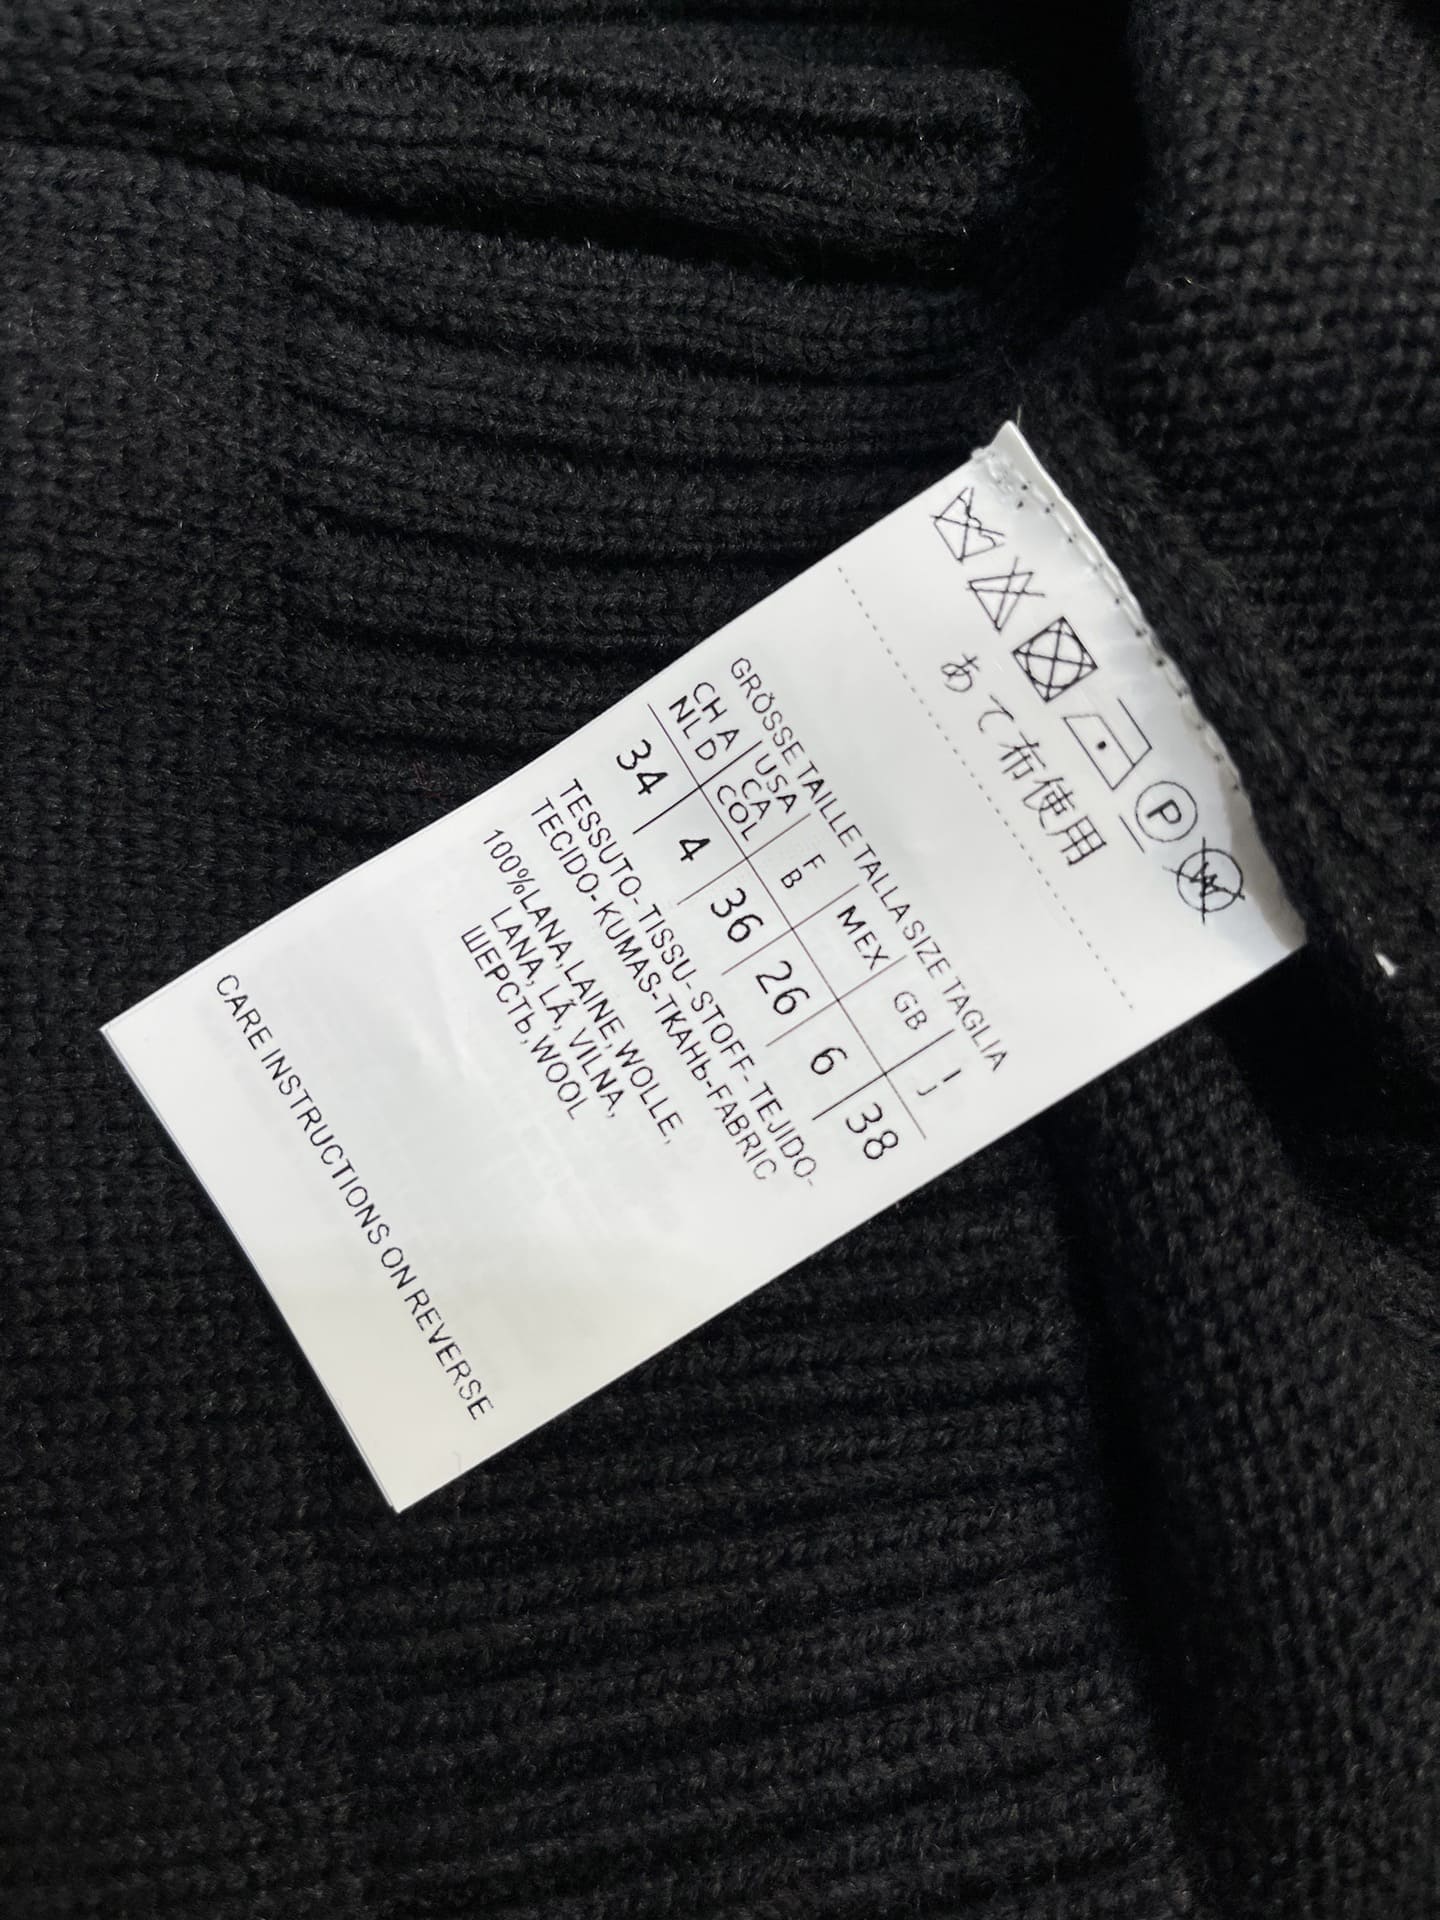 P
W
あて布使用
GRÖSSE TAILLE TALLA SIZE TAGLIA
CH A USA F MEX GB I
NL D CA B J
COL
34 4 36 26 6 38
TESSUTO-TISSU-STOFF-TEJIDO-
TECIDO-KUMAS-TKAHЬ-FABRIC
100%LANA,LAINE,WOLLE,
LANA, LÃ, VILNA,
ШЕРСТЬ,WOOL
CARE INSTRUCTIONS ON REVERSE